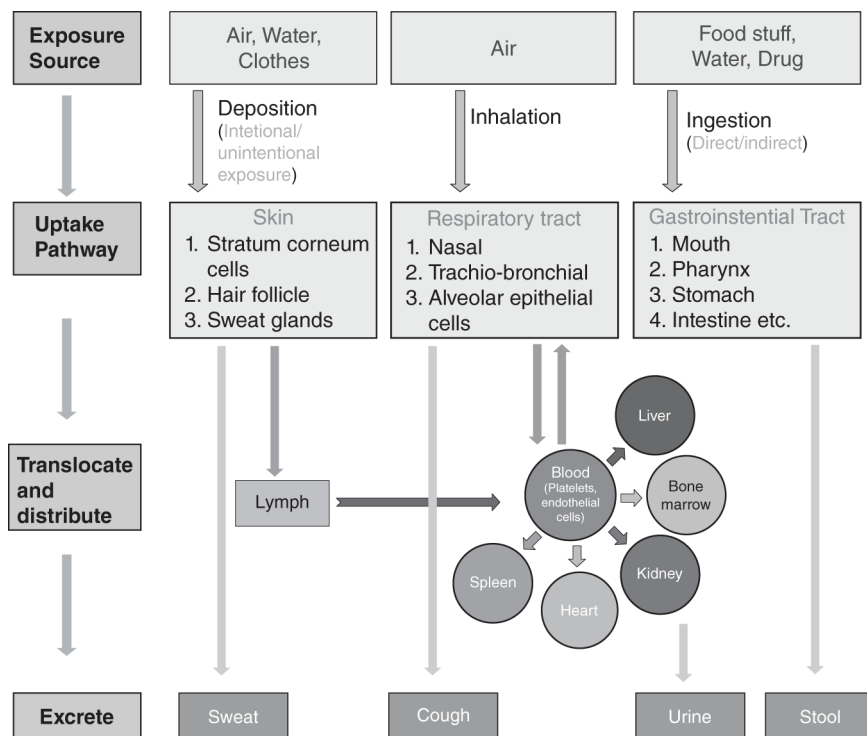 Exposure
Source
Air, Water,
Clothes
Air
Food stuff,
Water, Drug
Deposition
(Intetional/
unintentional
exposure)
Inhalation
Ingestion
(Direct/indirect)
Uptake
Pathway
Skin
1. Stratum corneum
cells
2. Hair follicle
3. Sweat glands
Respiratory tract
1. Nasal
2. Trachio-bronchial
3. Alveolar epithelial
cells
Gastroinstential Tract
1. Mouth
2. Pharynx
3. Stomach
4. Intestine etc.
Translocate
and
distribute
Lymph
Blood
(Platelets,
endothelial
cells)
Liver
Bone
marrow
Kidney
Heart
Spleen
Excrete
Sweat
Cough
Urine
Stool